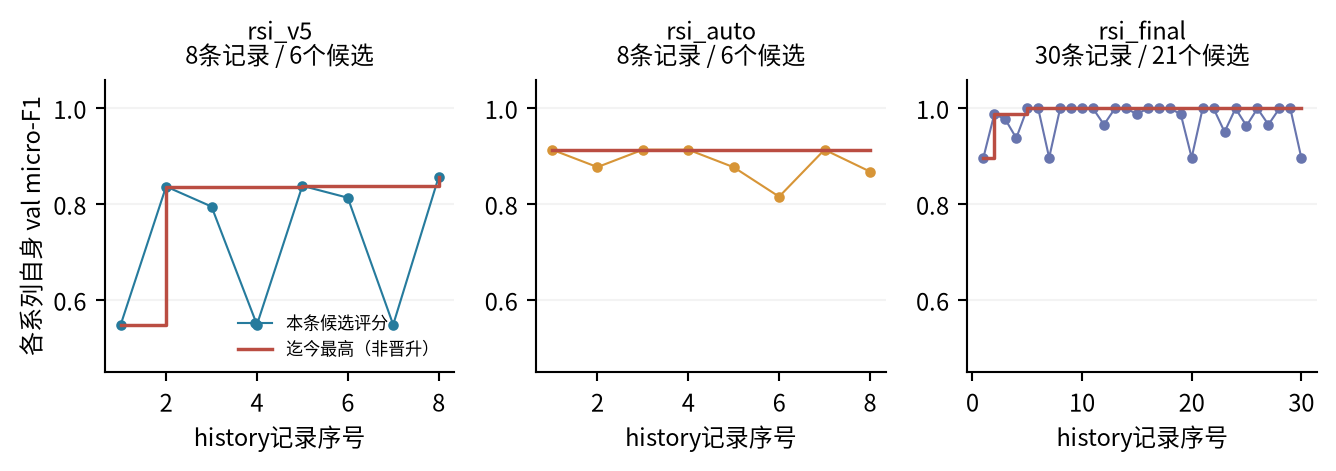 rsi_v5
8条记录 / 6个候选
rsi_auto
8条记录 / 6个候选
rsi_final
30条记录 / 21个候选
各系列自身 val micro-F1
1.0
0.8
0.6
本条候选评分
迄今最高（非晋升）
2
4
6
8
history记录序号
1.0
0.8
0.6
2
4
6
8
history记录序号
1.0
0.8
0.6
0
10
20
30
history记录序号